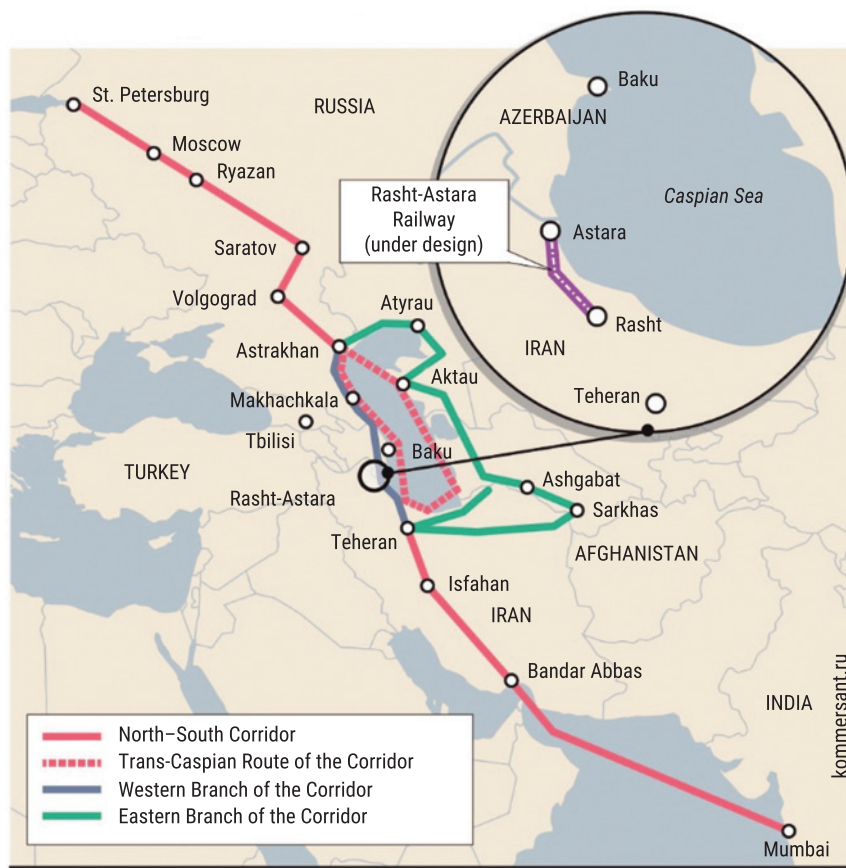 St. Petersburg
RUSSIA
Moscow
Ryazan
Saratov
Volgograd
Atyrau
Astrakhan
Aktau
Makhachkala
Tbilisi
Baku
TURKEY
Rasht-Astara
Ashgabat
Sarkhas
Teheran
AFGHANISTAN
Isfahan
IRAN
Bandar Abbas
INDIA
Mumbai
Baku
AZERBAIJAN
Caspian Sea
Rasht-Astara
Railway
(under design)
Astara
Rasht
IRAN
Teheran
North–South Corridor
Trans-Caspian Route of the Corridor
Western Branch of the Corridor
Eastern Branch of the Corridor
kommersant.ru